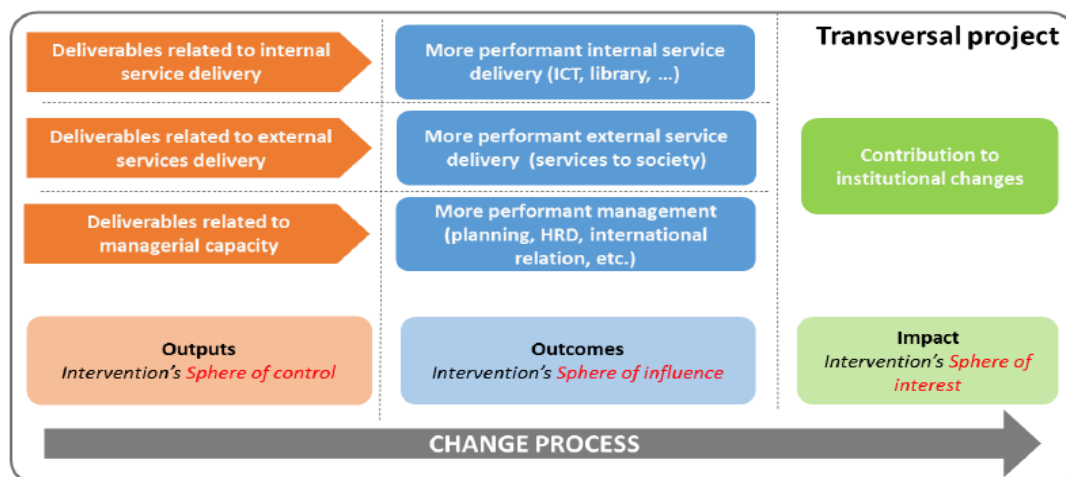 Transversal project
Deliverables related to internal
service delivery
More performant internal service
delivery (ICT, library, ...)
Deliverables related to external
services delivery
More performant external service
delivery (services to society)
Contribution to
institutional changes
Deliverables related to
managerial capacity
More performant management
(planning, HRD, international
relation, etc.)
Outputs
Intervention's Sphere of control
Outcomes
Intervention's Sphere of influence
Impact
Intervention's Sphere of
interest
CHANGE PROCESS